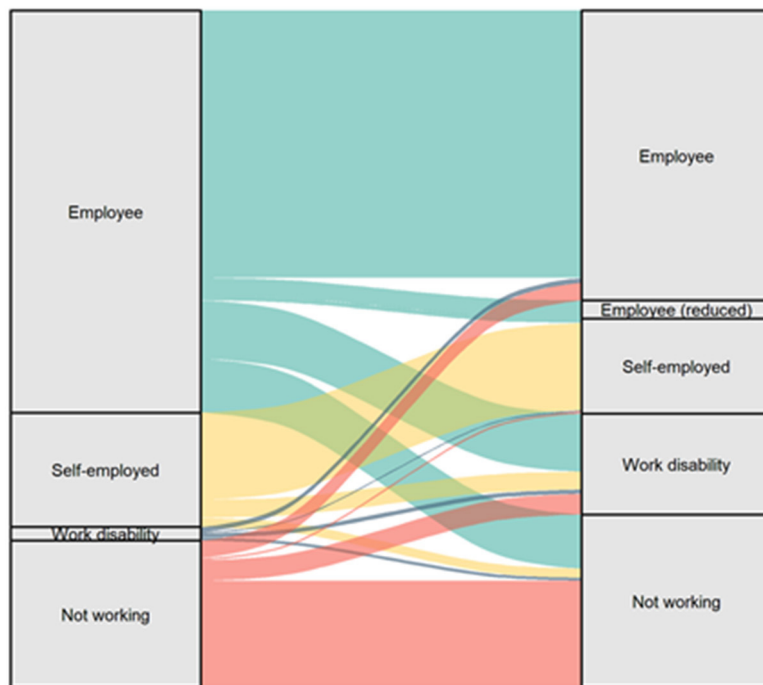 Employee
Self-employed
Work disability
Not working
Employee
Employee (reduced)
Self-employed
Work disability
Not working